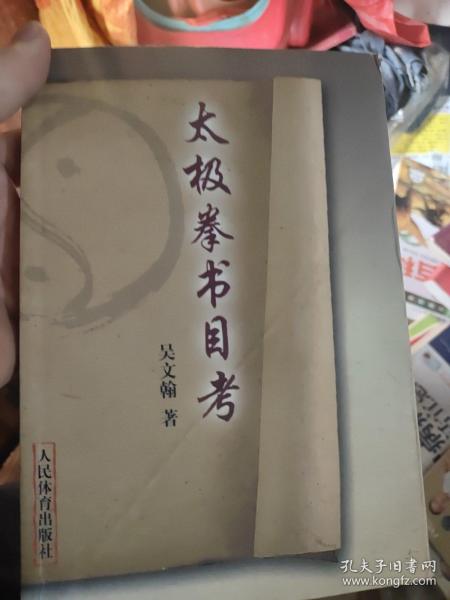 太极拳书目考
吴文翰 著
人民体育出版社
孔夫子旧书网
www.kongfz.com